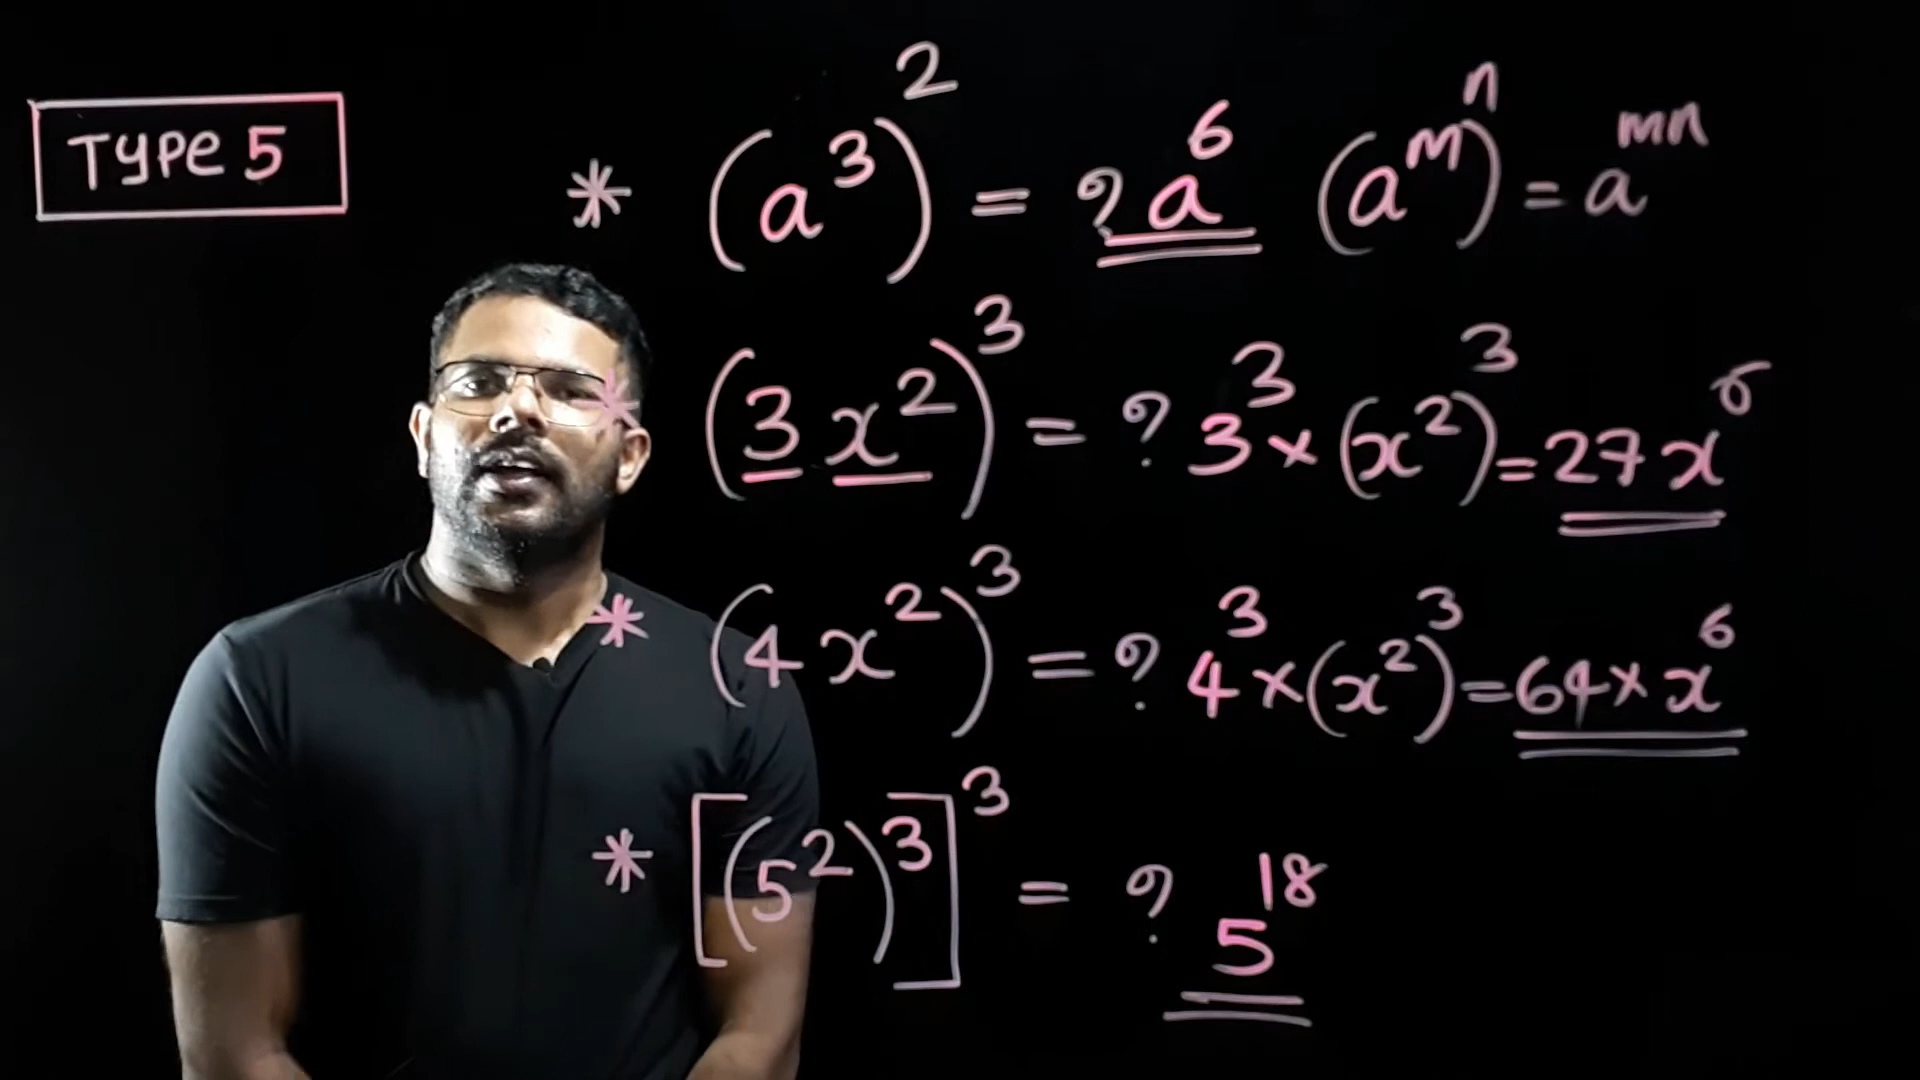 TYPE 5
* (a³)² = ? a⁶ (aᵐ)ⁿ = aᵐⁿ
* (3x²)³ = ? 3³ × (x²)³ = 27x⁶
* (4x²)³ = ? 4³ × (x²)³ = 64 × x⁶
* [(5²)³]³ = ? 5¹⁸